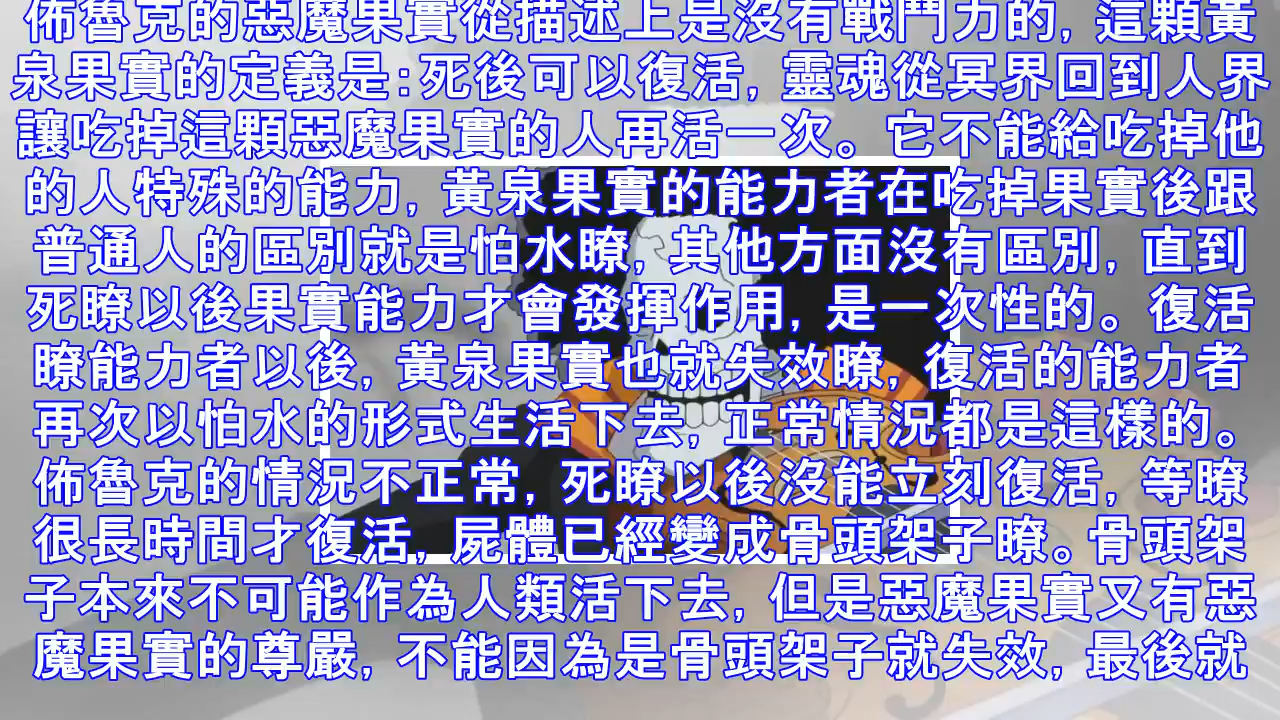 佈魯克的惡魔果實從描述上是沒有戰鬥力的, 這顆黃
泉果實的定義是:死後可以復活, 靈魂從冥界回到人界
讓吃掉這顆惡魔果實的人再活一次。它不能給吃掉他
的人特殊的能力, 黃泉果實的能力者在吃掉果實後跟
普通人的區別就是怕水瞭, 其他方面沒有區別, 直到
死瞭以後果實能力才會發揮作用, 是一次性的。復活
瞭能力者以後, 黃泉果實也就失效瞭, 復活的能力者
再次以怕水的形式生活下去, 正常情況都是這樣的。
佈魯克的情況不正常, 死瞭以後沒能立刻復活, 等瞭
很長時間才復活, 屍體已經變成骨頭架子瞭。骨頭架
子本來不可能作為人類活下去, 但是惡魔果實又有惡
魔果實的尊嚴, 不能因為是骨頭架子就失效, 最後就